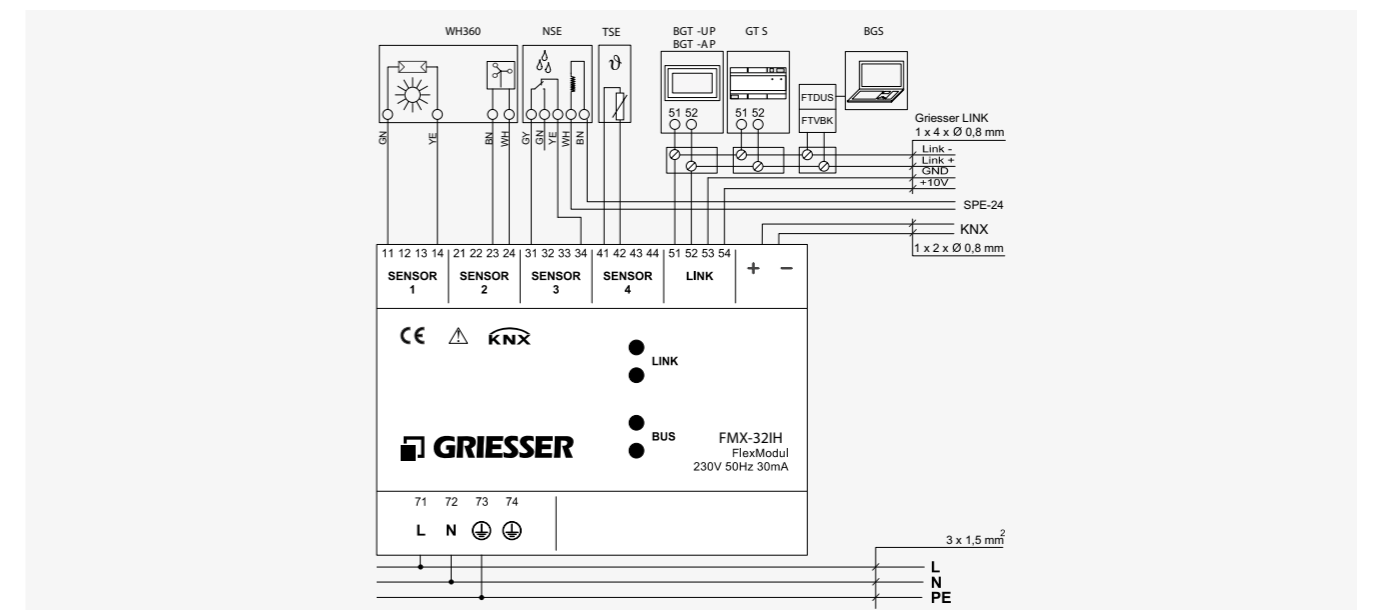 WH360 NSE TSE BGT -UP GT S BGS
BGT -AP
ϑ
FTDUS
51 52 51 52 FTVBK
Griesser LINK
1 x 4 x Ø 0,8 mm
GN YE BN WH GY GN YE WH BN
Link -
Link +
GND
+10V
SPE-24
KNX
1 x 2 x Ø 0,8 mm
11 12 13 14 21 22 23 24 31 32 33 34 41 42 43 44 51 52 53 54 + −
SENSOR SENSOR SENSOR SENSOR LINK
1 2 3 4
CE KNX
LINK
BUS
GRIESSER
FMX-32IH
FlexModul
230V 50Hz 30mA
71 72 73 74
L N
3 x 1,5 mm²
L
N
PE